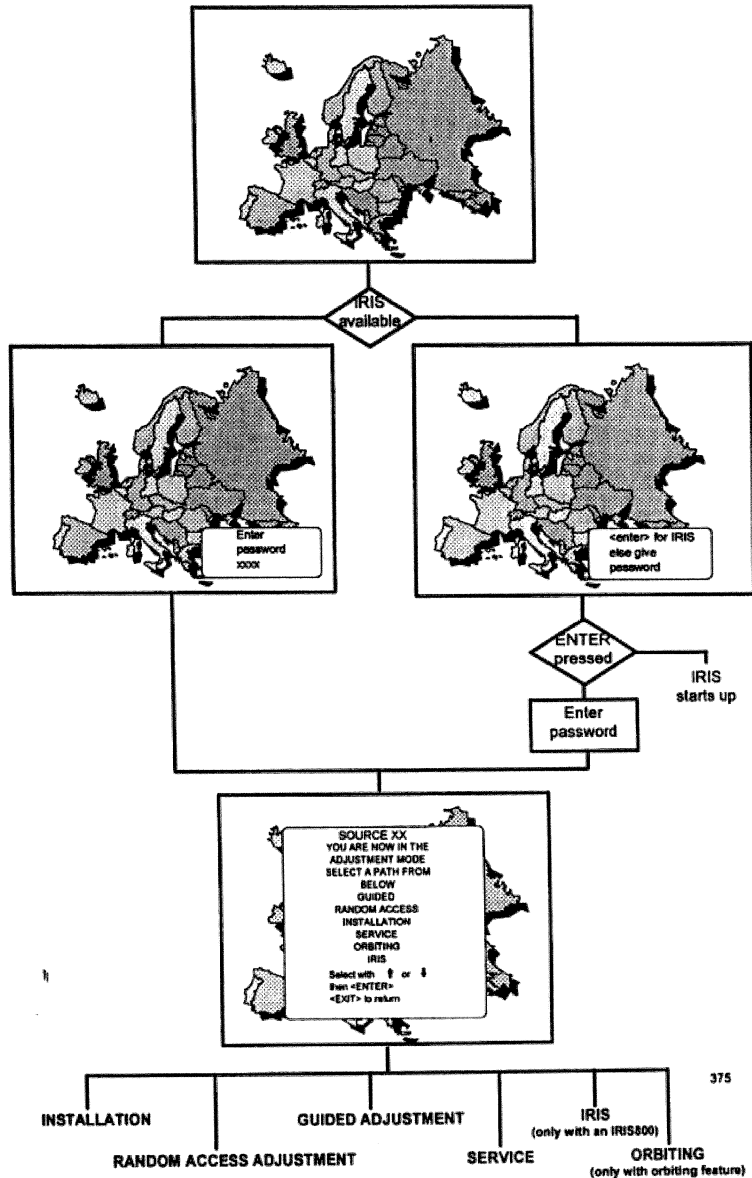 IRIS
available
Enter
password
xxxx
<enter> for IRIS
else give
password
ENTER
pressed
IRIS
starts up
Enter
password
SOURCE XX
YOU ARE NOW IN THE
ADJUSTMENT MODE
SELECT A PATH FROM
BELOW
GUIDED
RANDOM ACCESS
INSTALLATION
SERVICE
ORBITING
IRIS
Select with ⬆ or ⬇
then <ENTER>
<EXIT> to return
375
INSTALLATION
GUIDED ADJUSTMENT
IRIS
(only with an IRIS800)
RANDOM ACCESS ADJUSTMENT
SERVICE
ORBITING
(only with orbiting feature)